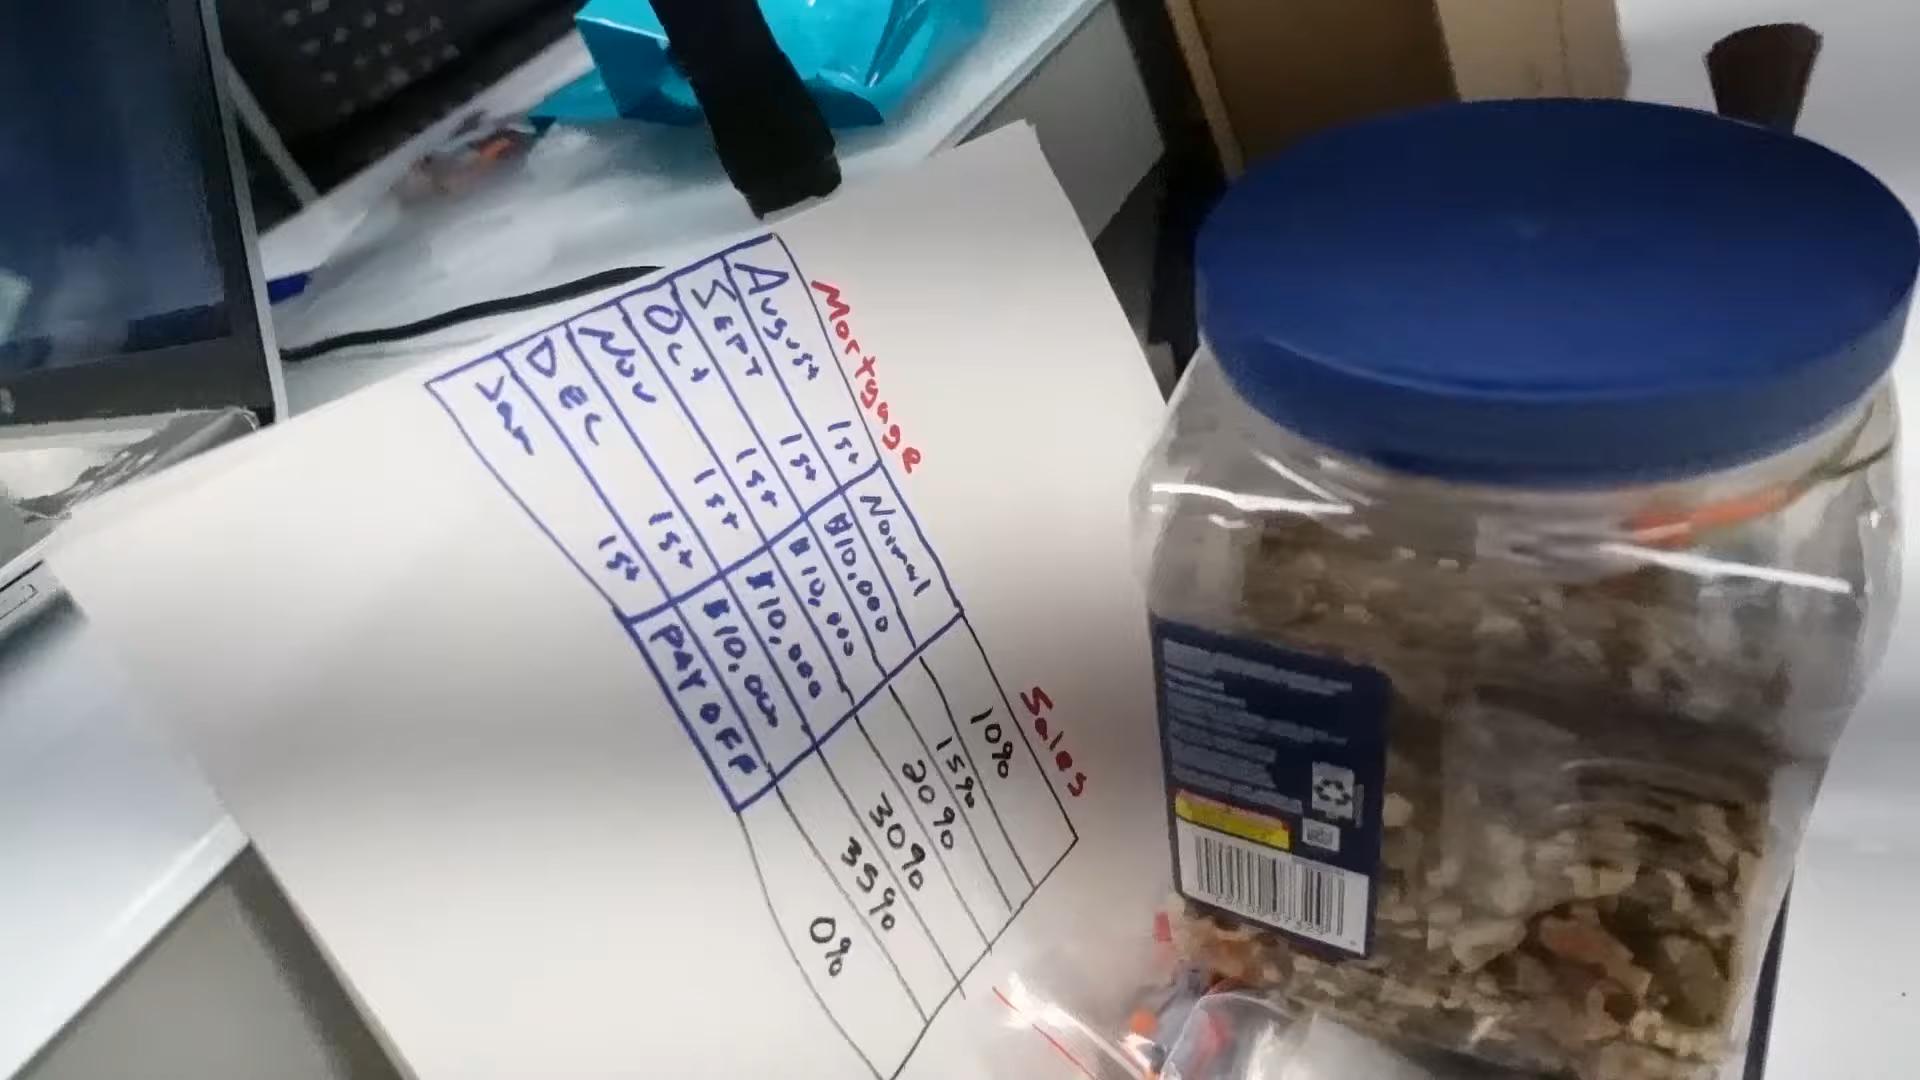 Mortgage Sales
August 1st Normal 10%
SEPT 1st $10,000 15%
Oct 1st $10,000 20%
Nov 1st $10,000 30%
DEC 1st $10,000 35%
Jan 1st PAY OFF 0%